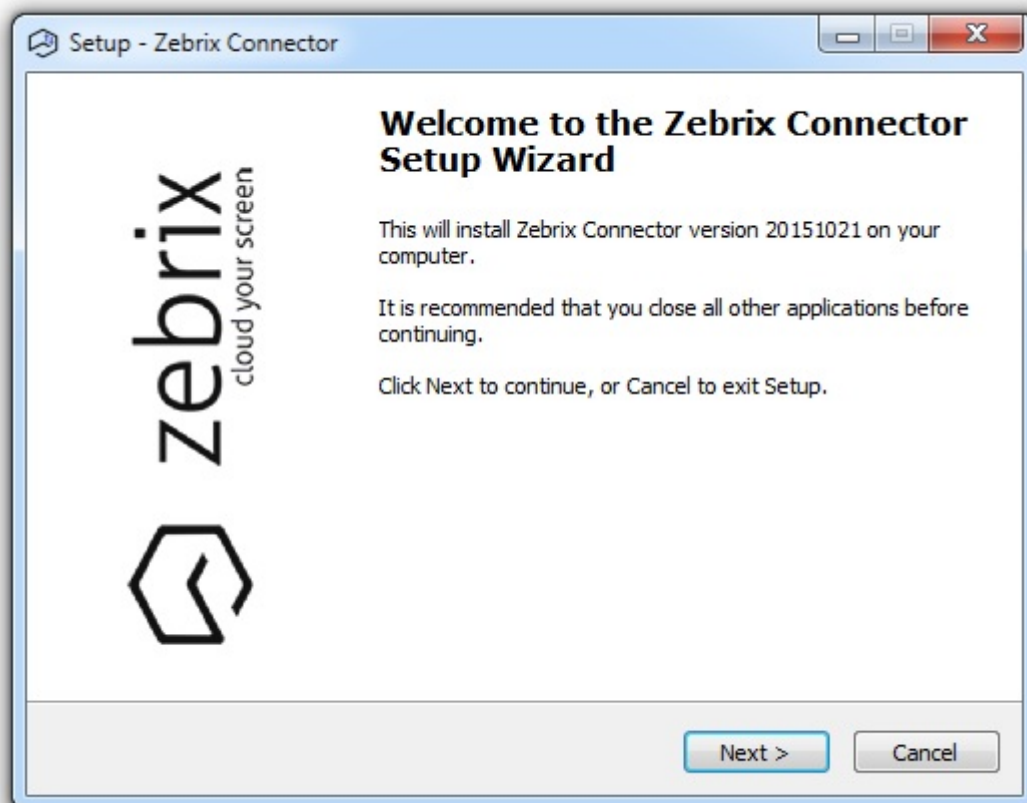 Setup - Zebrix Connector
Welcome to the Zebrix Connector
Setup Wizard
This will install Zebrix Connector version 20151021 on your
computer.
It is recommended that you close all other applications before
continuing.
Click Next to continue, or Cancel to exit Setup.
zebrix
cloud your screen
Next >
Cancel